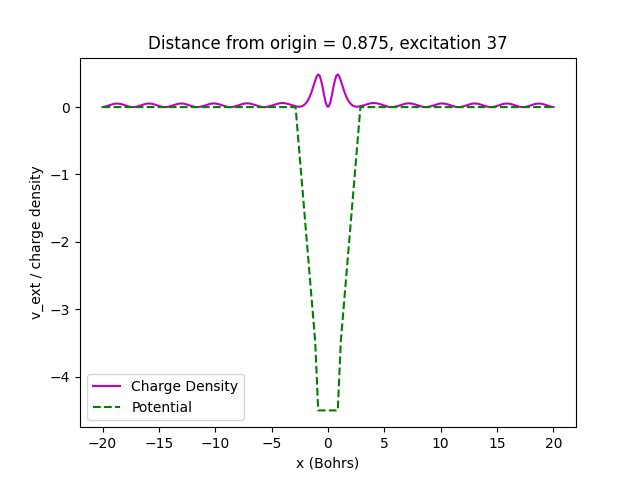 Distance from origin = 0.875, excitation 37
v_ext / charge density
0
−1
−2
−3
−4
Charge Density
Potential
−20
−15
−10
−5
0
5
10
15
20
x (Bohrs)